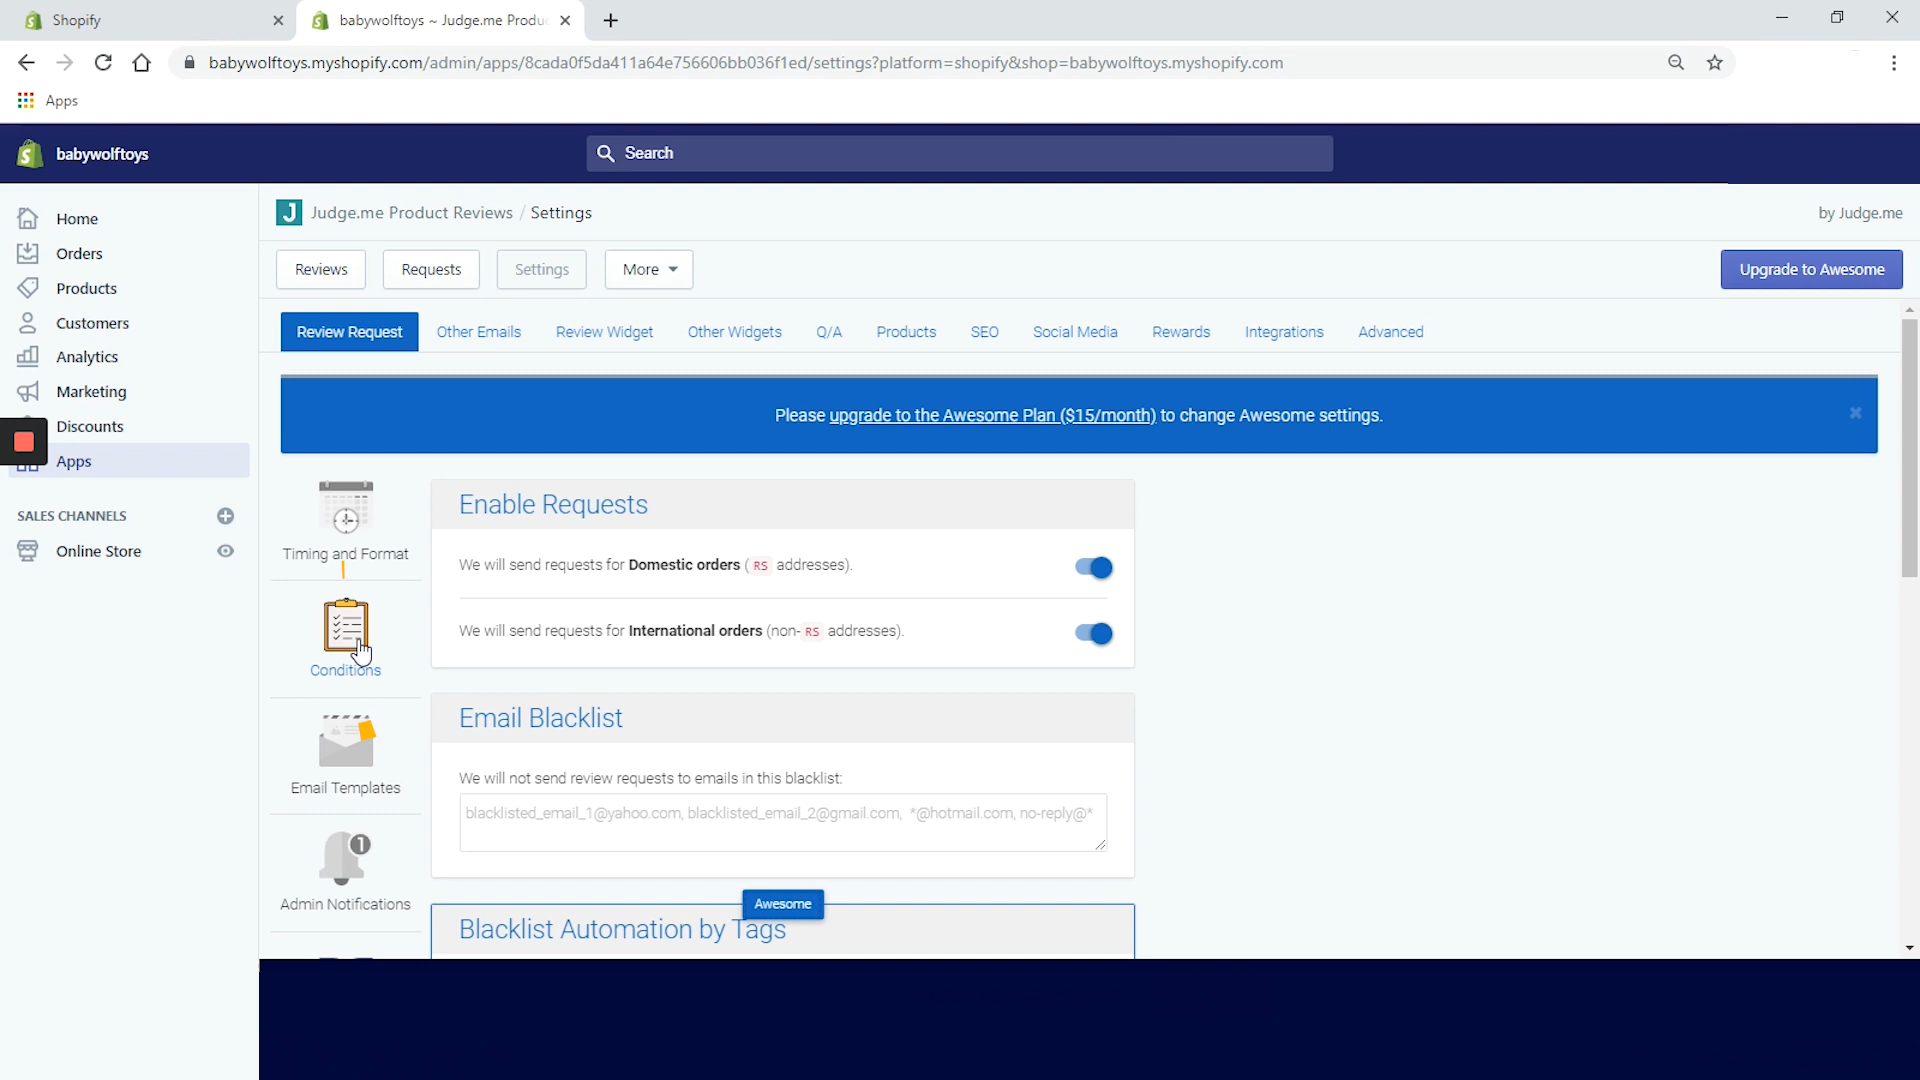 Shopify
babywolftoys ~ Judge.me Produc
babywolftoys.myshopify.com/admin/apps/8cada0f5da411a64e756606bb036f1ed/settings?platform=shopify&shop=babywolftoys.myshopify.com
Apps
babywolftoys
Search
Home
Orders
Products
Customers
Analytics
Marketing
Discounts
Apps
SALES CHANNELS
Online Store
J Judge.me Product Reviews / Settings
by Judge.me
Reviews
Requests
Settings
More
Upgrade to Awesome
Review Request
Other Emails
Review Widget
Other Widgets
Q/A
Products
SEO
Social Media
Rewards
Integrations
Advanced
Please upgrade to the Awesome Plan ($15/month) to change Awesome settings.
Timing and Format
Conditions
Email Templates
1
Admin Notifications
Enable Requests
We will send requests for Domestic orders ( RS addresses).
We will send requests for International orders (non- RS addresses).
Email Blacklist
We will not send review requests to emails in this blacklist:
blacklisted_email_1@yahoo.com, blacklisted_email_2@gmail.com, *@hotmail.com, no-reply@*
Awesome
Blacklist Automation by Tags